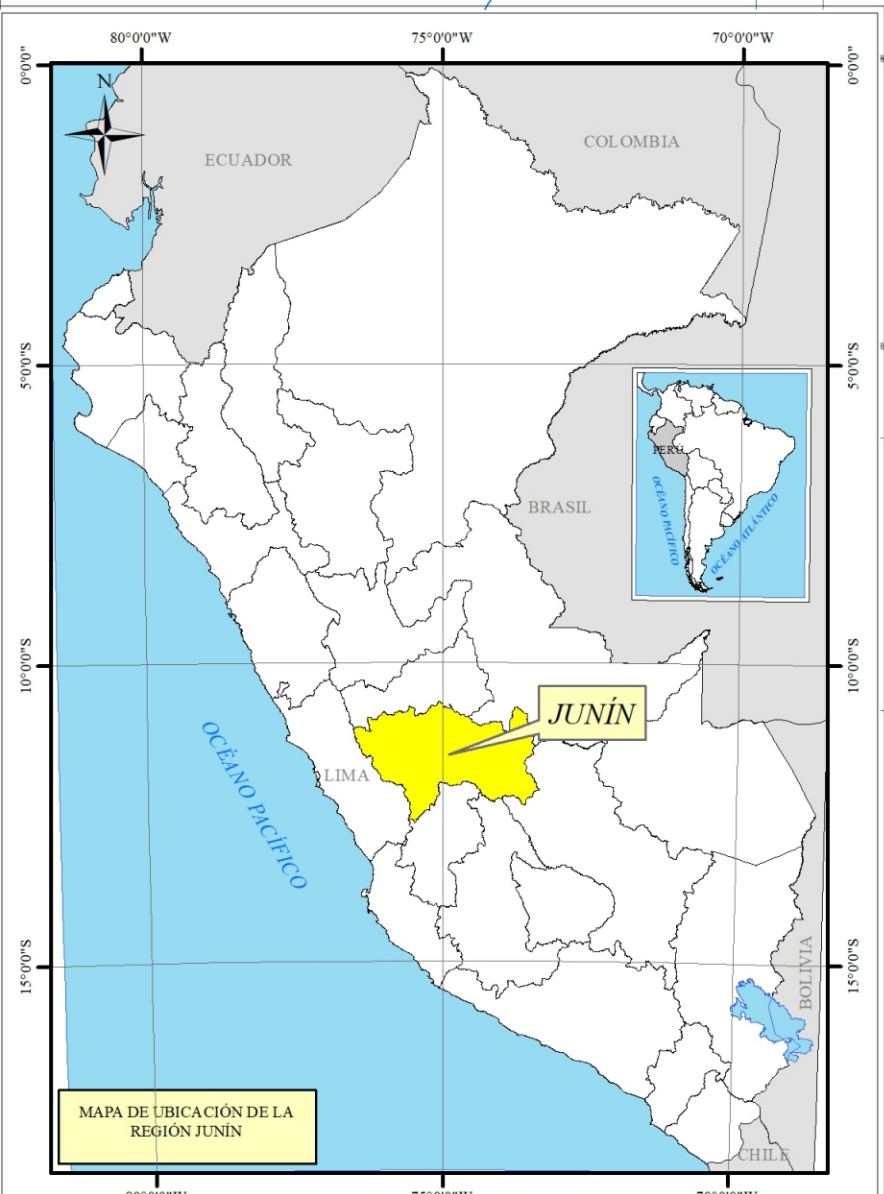 80°0'0"W
75°0'0"W
70°0'0"W
0°0'0"
0°0'0"
N
ECUADOR
COLOMBIA
5°0'0"S
5°0'0"S
PERÚ
BRASIL
OCÉANO PACÍFICO
OCÉANO ATLÁNTICO
10°0'0"S
10°0'0"S
JUNÍN
OCÉANO PACÍFICO
LIMA
15°0'0"S
15°0'0"S
BOLIVIA
MAPA DE UBICACIÓN DE LA
REGIÓN JUNÍN
CHILE